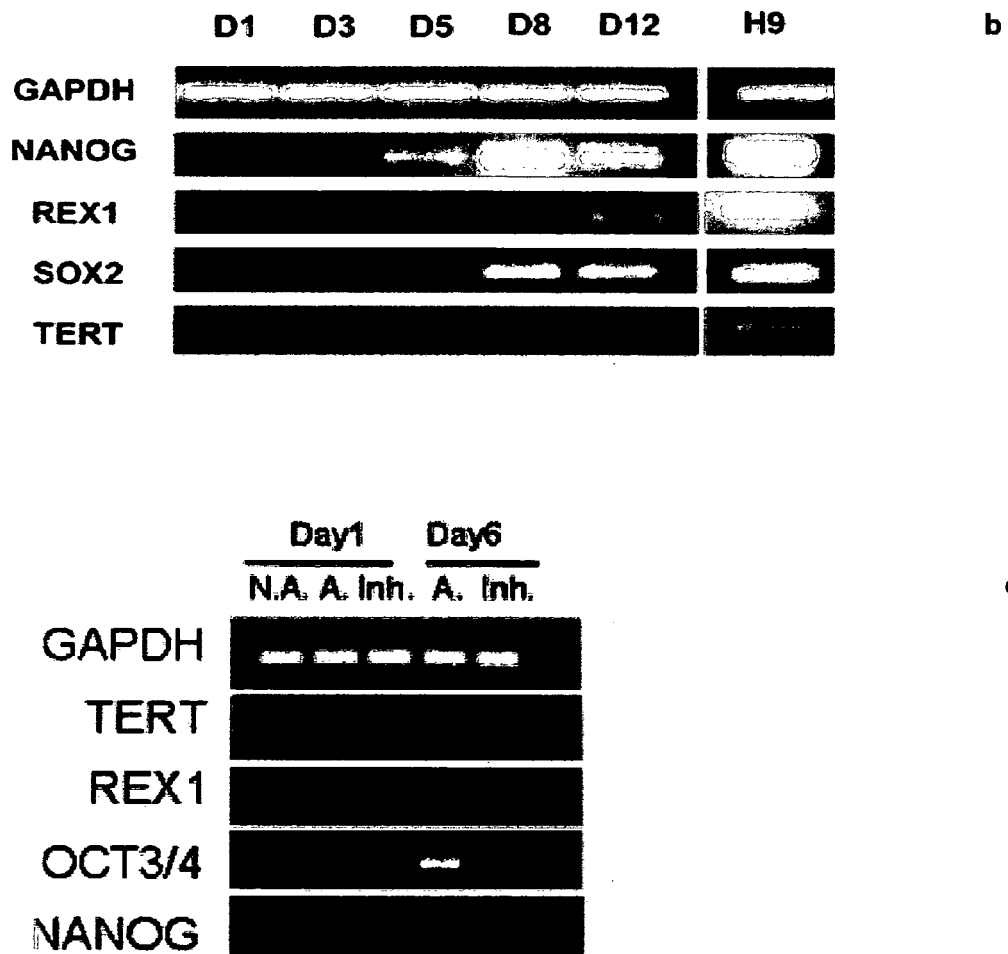 D1 D3 D5 D8 D12 H9 b
GAPDH
NANOG
REX1
SOX2
TERT
Day1 Day6
N.A. A. Inh. A. Inh.
GAPDH
TERT
REX1
OCT3/4
NANOG